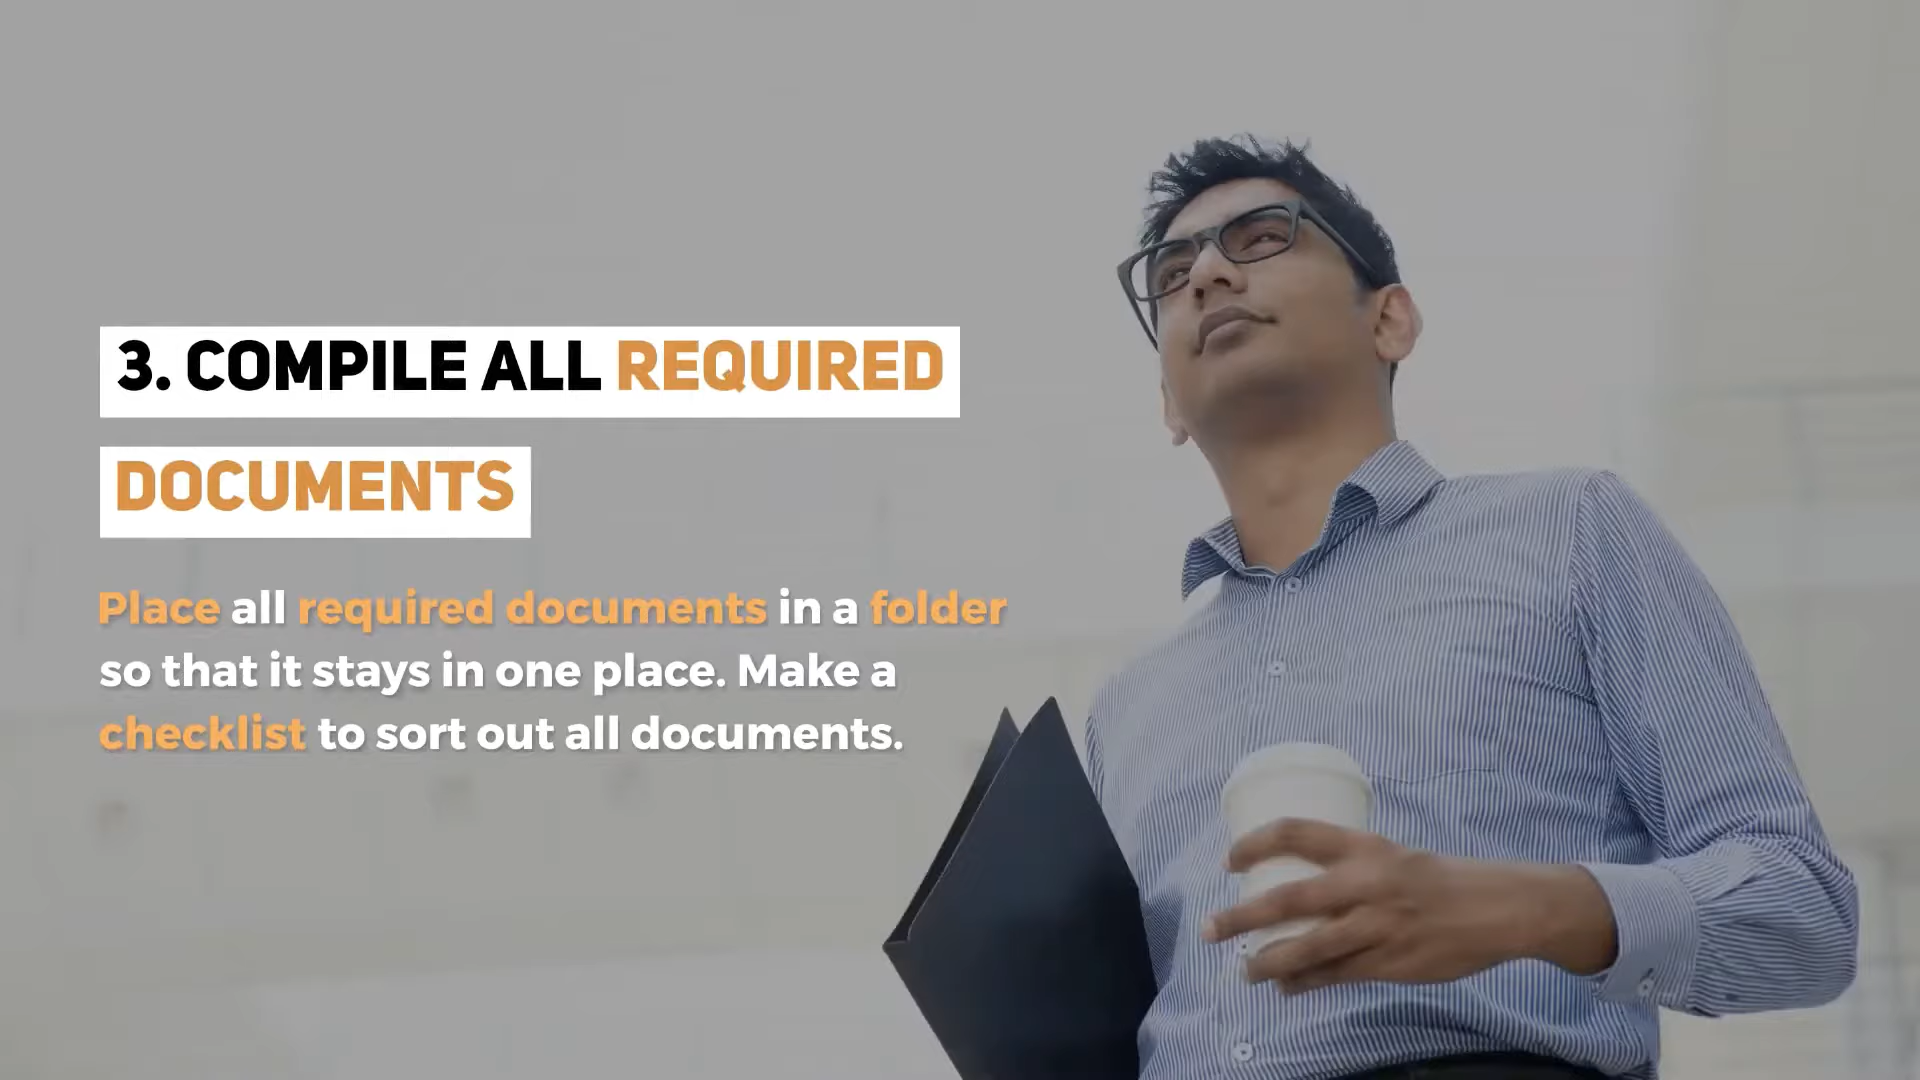 3. COMPILE ALL REQUIRED
DOCUMENTS
Place all required documents in a folder
so that it stays in one place. Make a
checklist to sort out all documents.